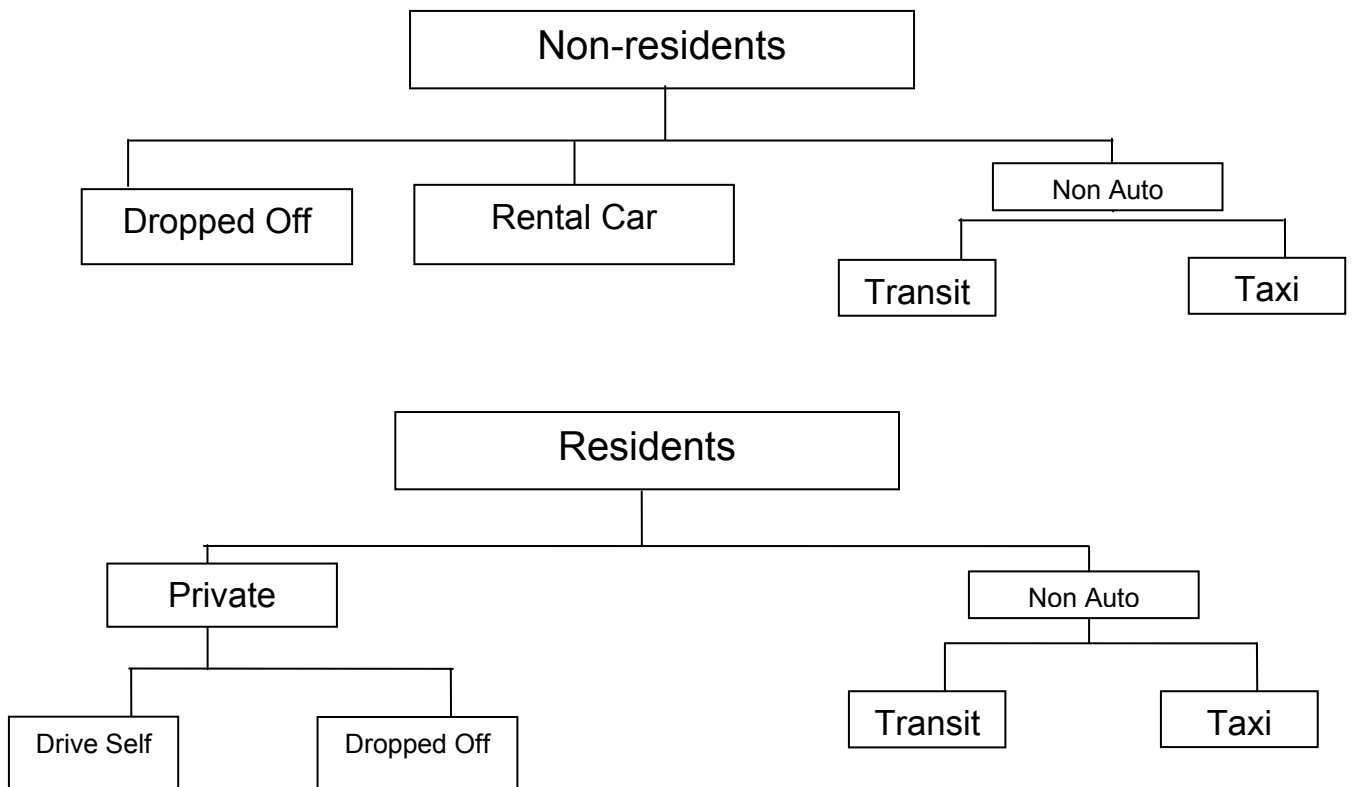 Non-residents
Dropped Off
Rental Car
Non Auto
Transit
Taxi
Residents
Private
Non Auto
Drive Self
Dropped Off
Transit
Taxi